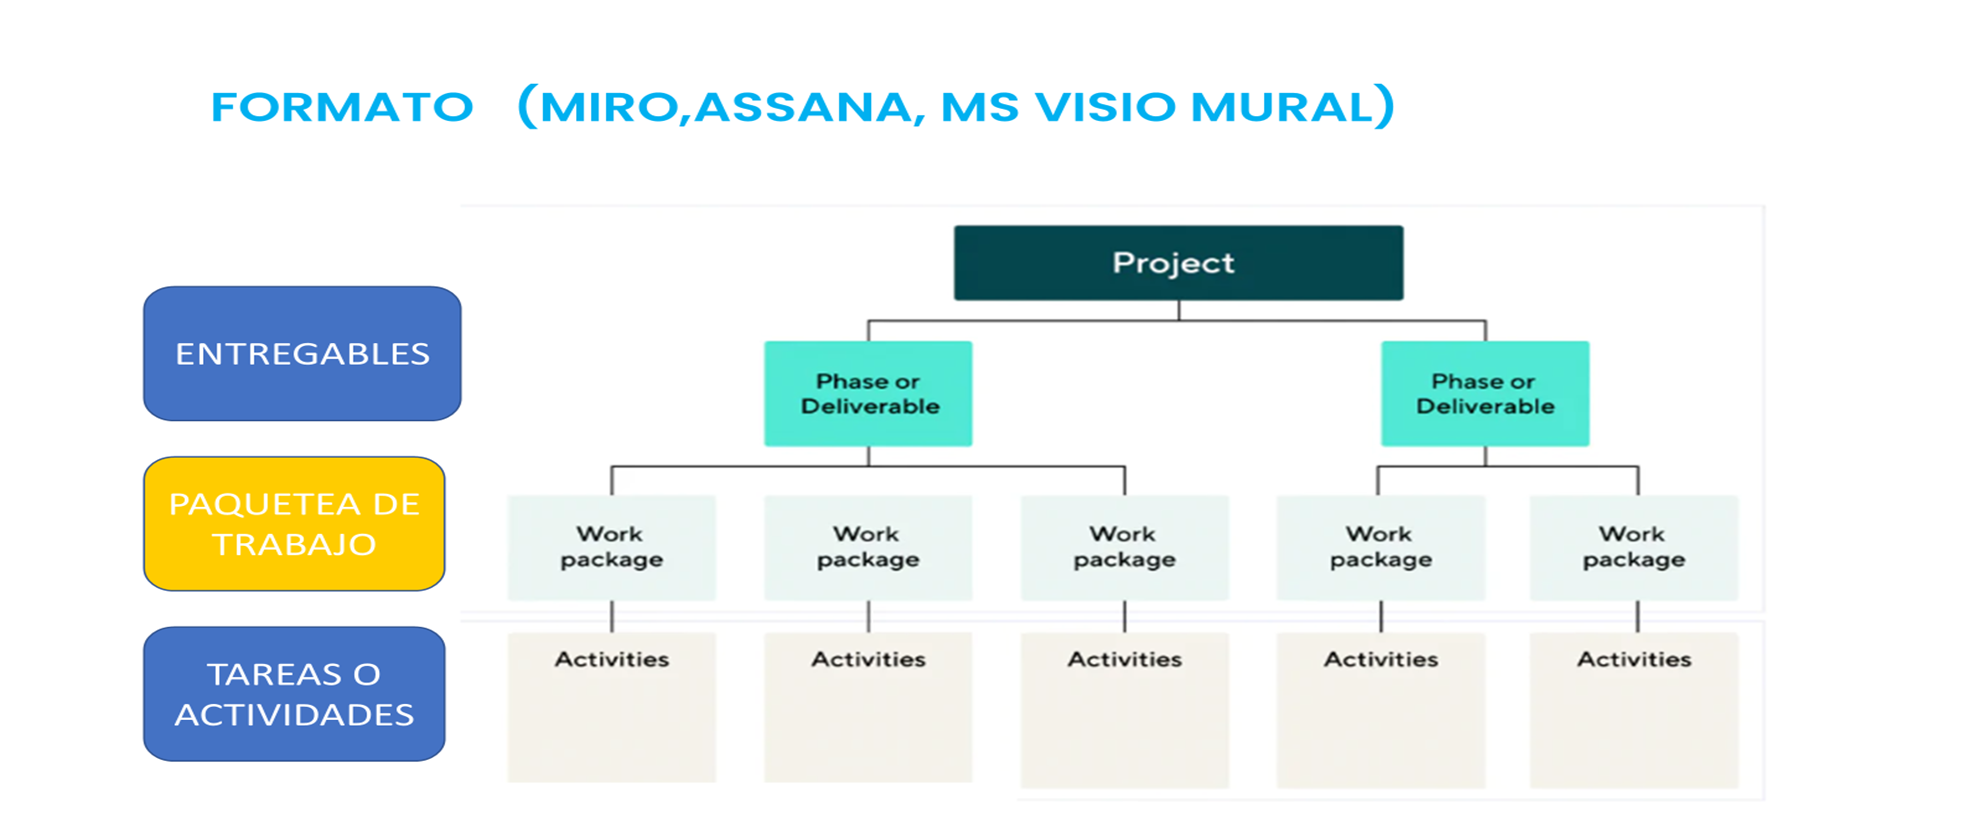 FORMATO (MIRO,ASSANA, MS VISIO MURAL)
Project
ENTREGABLES
Phase or
Deliverable
Phase or
Deliverable
PAQUETEA DE
TRABAJO
Work
package
Work
package
Work
package
Work
package
Work
package
TAREAS O
ACTIVIDADES
Activities
Activities
Activities
Activities
Activities